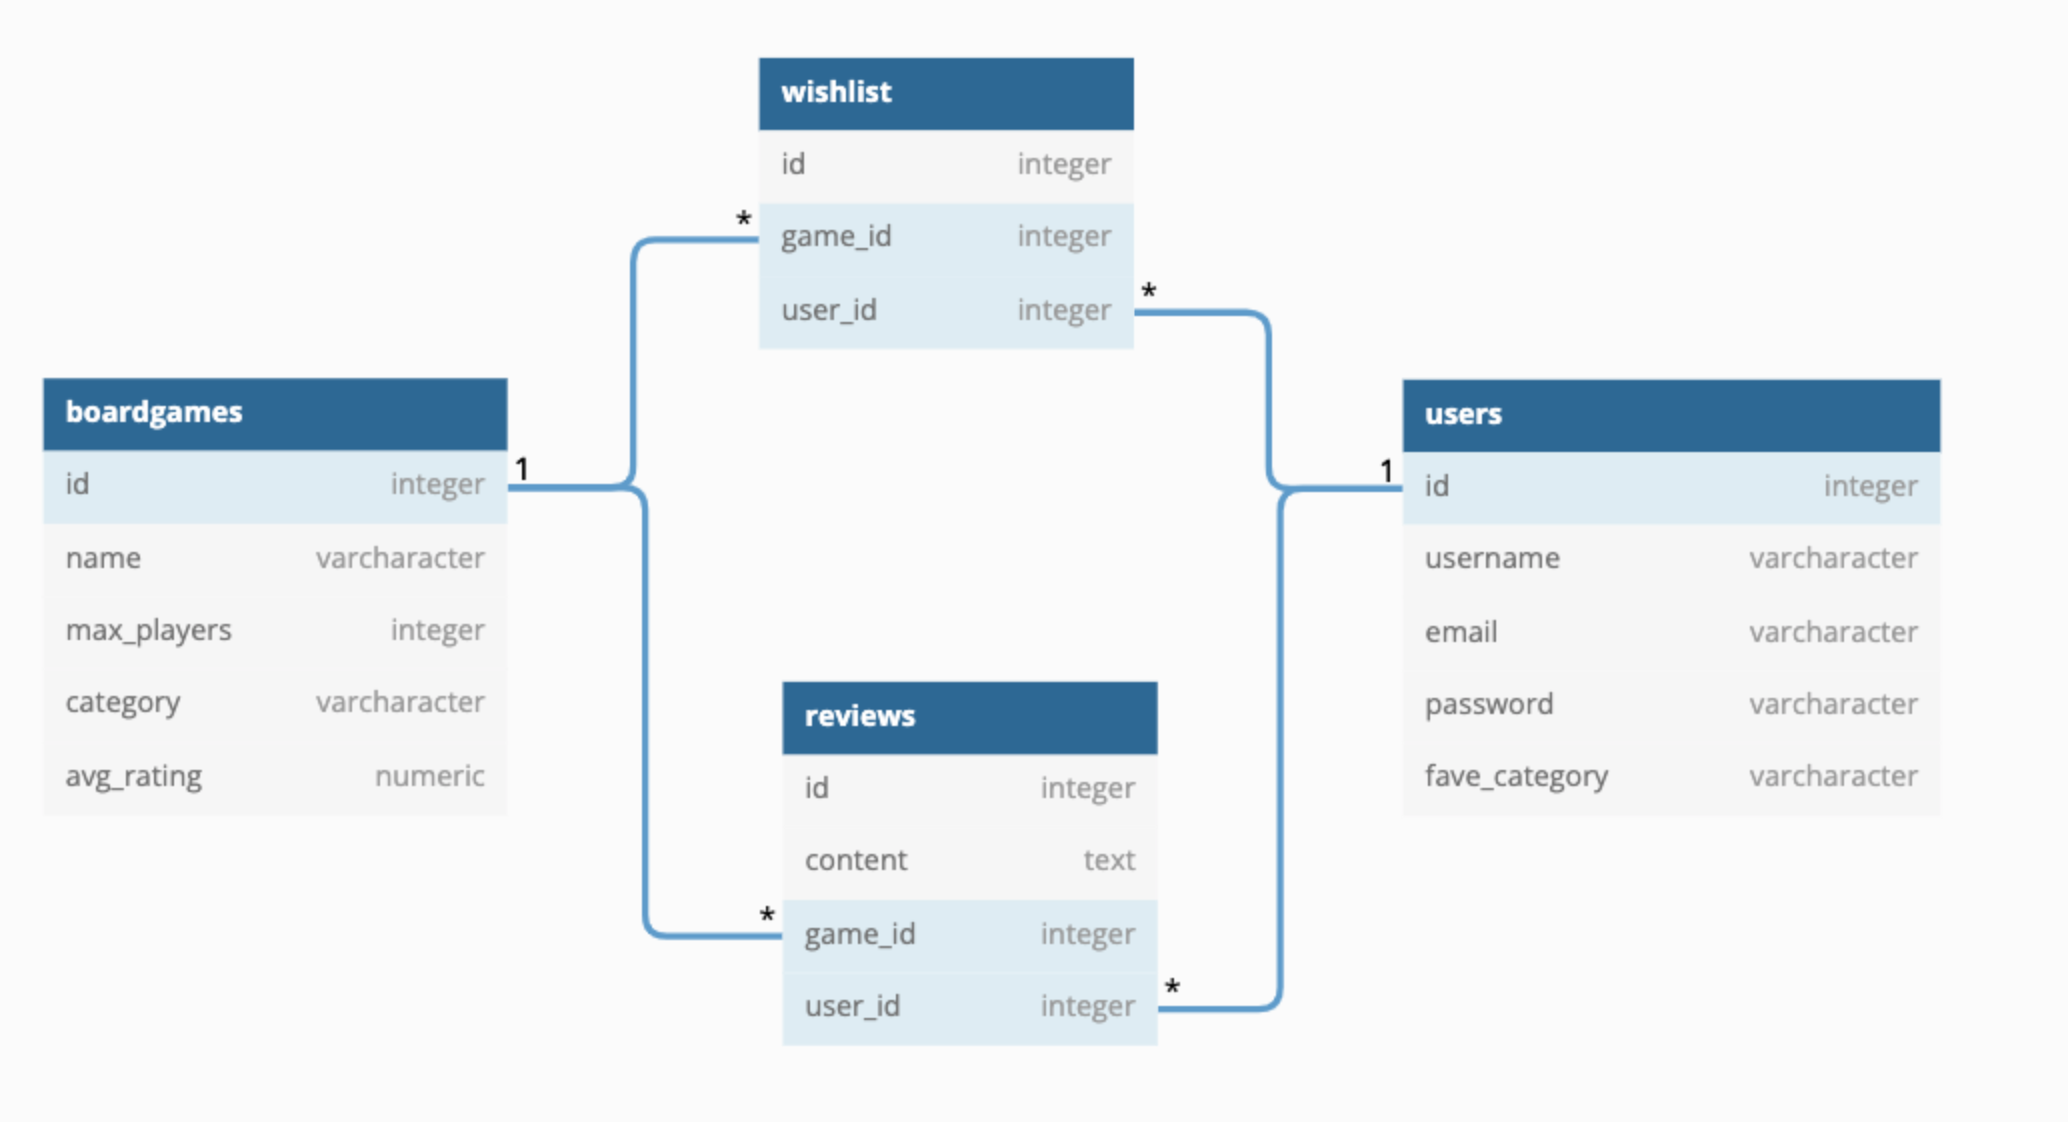 wishlist
id integer
* game_id integer
user_id integer *
boardgames
id integer 1
name varcharacter
max_players integer
category varcharacter
avg_rating numeric
users
1 id integer
username varcharacter
email varcharacter
password varcharacter
fave_category varcharacter
reviews
id integer
content text
* game_id integer
user_id integer *